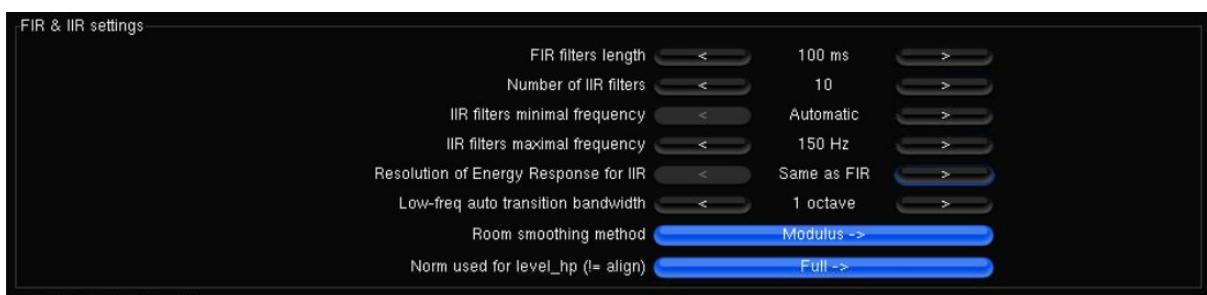 FIR & IIR settings
FIR filters length < 100 ms >
Number of IIR filters < 10 >
IIR filters minimal frequency < Automatic >
IIR filters maximal frequency < 150 Hz >
Resolution of Energy Response for IIR < Same as FIR >
Low-freq auto transition bandwidth < 1 octave >
Room smoothing method Modulus ->
Norm used for level_hp (!= align) Full ->